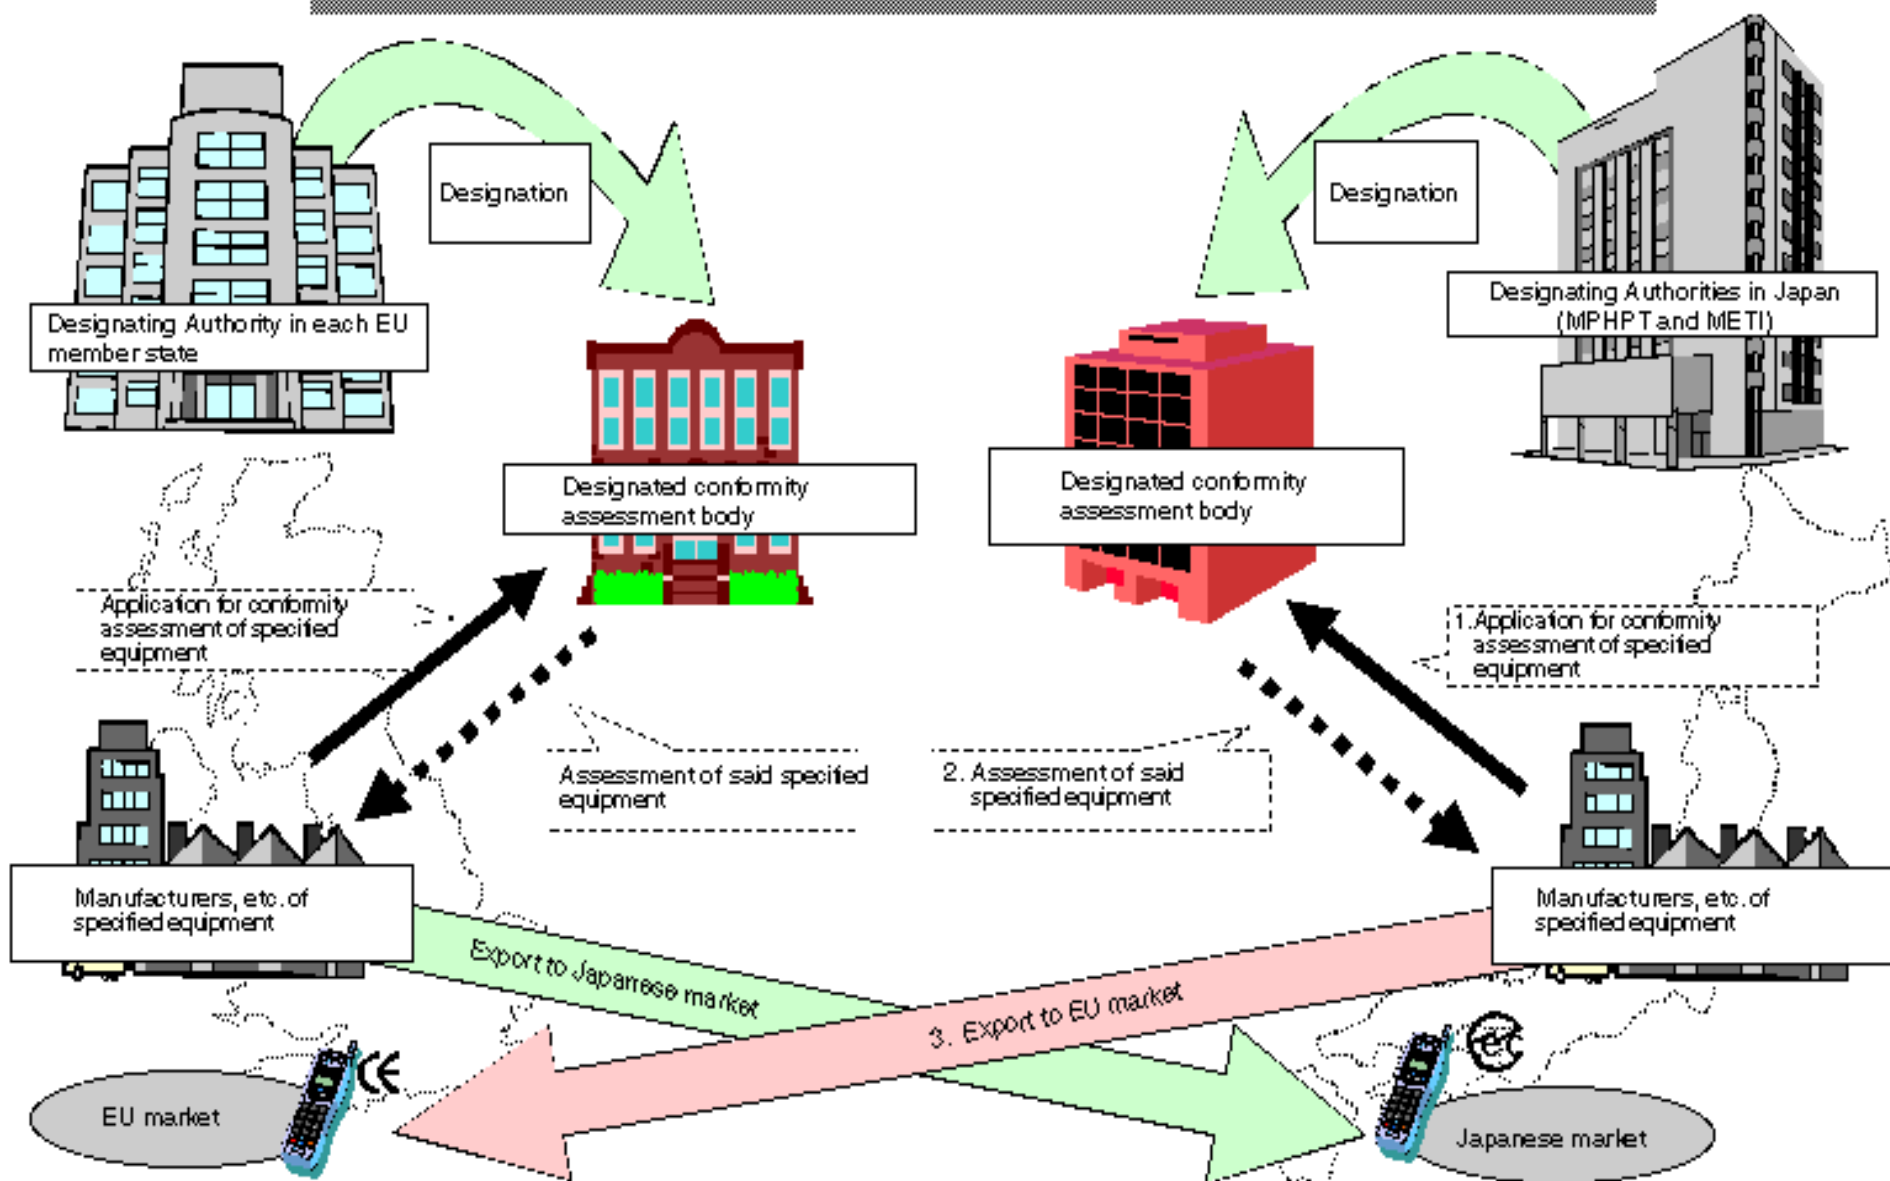 Designation
Designation
Designating Authority in each EU
member state
Designating Authorities in Japan
(MPHPT and METI)
Designated conformity
assessment body
Designated conformity
assessment body
Application for conformity
assessment of specified
equipment
1.Application for conformity
assessment of specified
equipment
Assessment of said specified
equipment
2. Assessment of said
specified equipment
Manufacturers, etc. of
specified equipment
Manufacturers, etc. of
specified equipment
Export to Japanese market
3. Export to EU market
CE
EU market
Japanese market